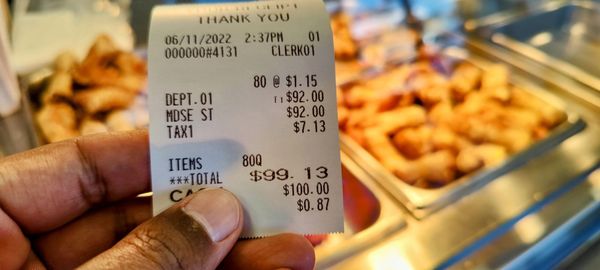 THANK YOU
06/11/2022 2:37PM 01
000000#4131 CLERK01
80 @ $1.15
DEPT.01 $92.00
MDSE ST $92.00
TAX1 $7.13
ITEMS 80Q
***TOTAL $99.13
$100.00
$0.87